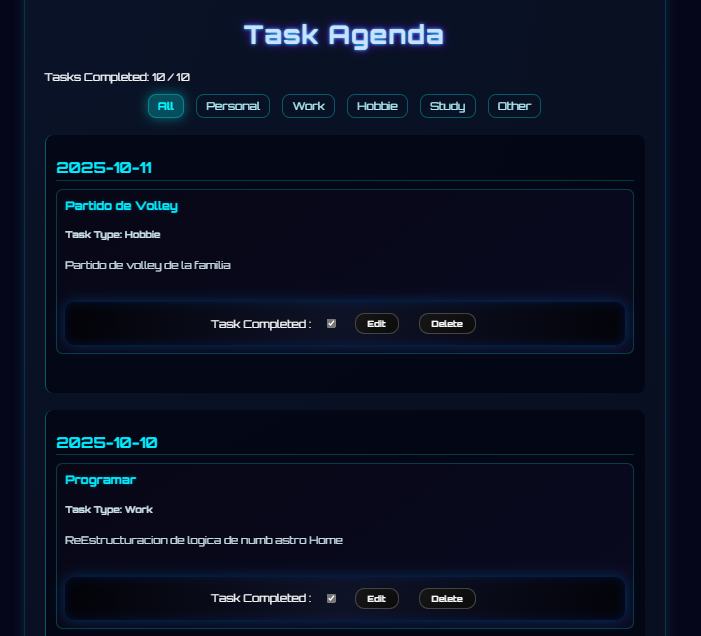 Task Agenda
Tasks Completed: 10 / 10
All Personal Work Hobbie Study Other
2025-10-11
Partido de Volley
Task Type: Hobbie
Partido de volley de la familia
Task Completed : Edit Delete
2025-10-10
Programar
Task Type: Work
ReEstructuracion de logica de numb astro Home
Task Completed : Edit Delete